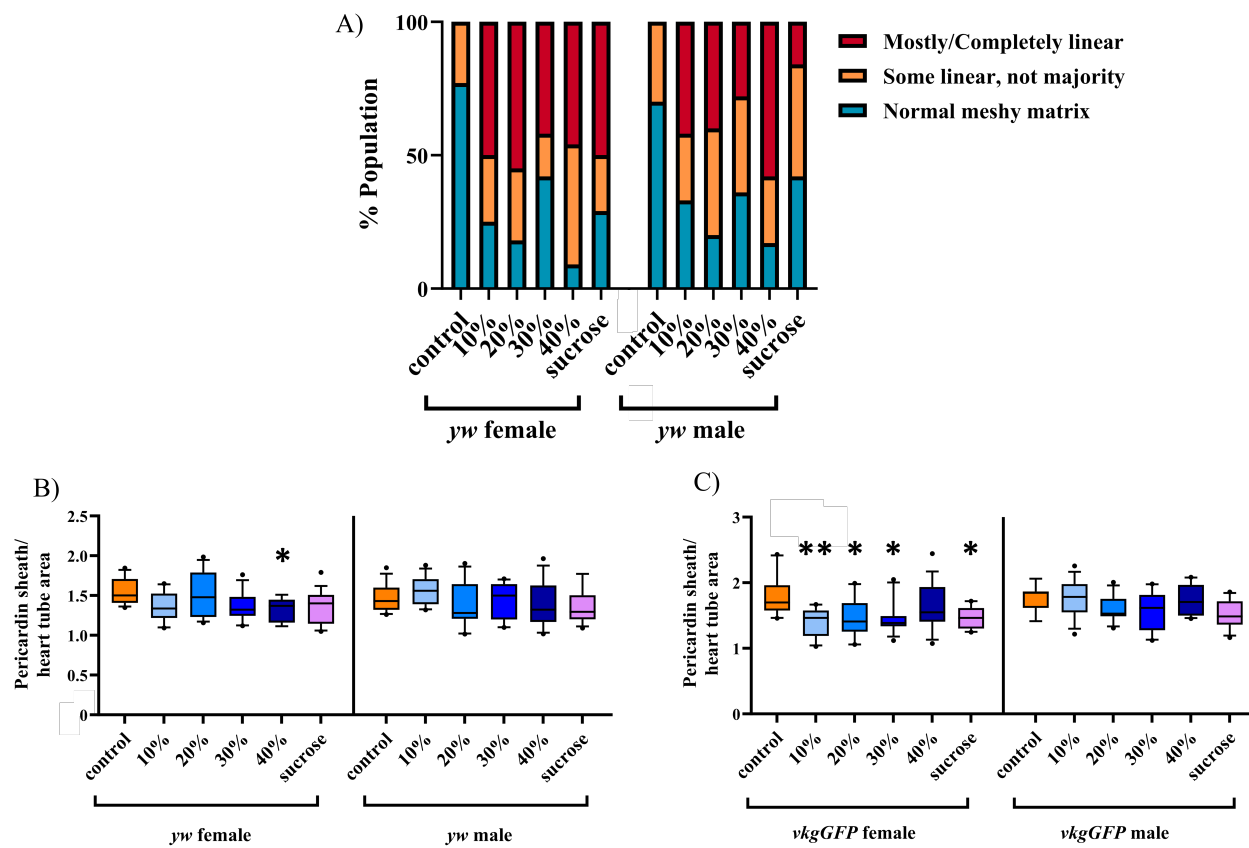 A)
% Population
100
50
0
control
10%
20%
30%
40%
sucrose
control
10%
20%
30%
40%
sucrose
yw female
yw male
Mostly/Completely linear
Some linear, not majority
Normal meshy matrix
B)
Pericardin sheath/
heart tube area
2.5
2.0
1.5
1.0
0.5
0
*
control
10%
20%
30%
40%
sucrose
control
10%
20%
30%
40%
sucrose
yw female
yw male
C)
Pericardin sheath/
heart tube area
3
2
1
0
**
*
*
*
control
10%
20%
30%
40%
sucrose
control
10%
20%
30%
40%
sucrose
vkgGFP female
vkgGFP male